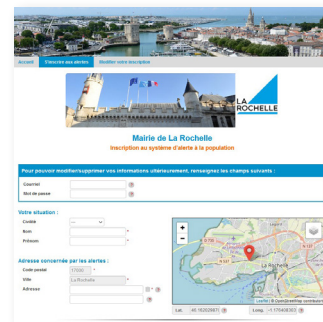 Accueil S'inscrire aux alertes Modifier votre inscription
LA
ROCHELLE
Mairie de La Rochelle
Inscription au système d'alerte à la population
Pour pouvoir modifier/supprimer vos informations ultérieurement, renseignez les champs suivants :
Courriel
Mot de passe
Votre situation :
Civilité
Nom *
Prénom *
Adresse concernée par les alertes :
Code postal 17000 *
Ville La Rochelle *
Adresse *
+
-
La Rochelle
Leaflet | © OpenStreetMap contributors
Lat. Long.